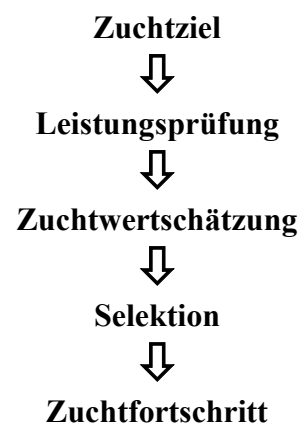 Zuchtziel
Leistungsprüfung
Zuchtwertschätzung
Selektion
Zuchtfortschritt